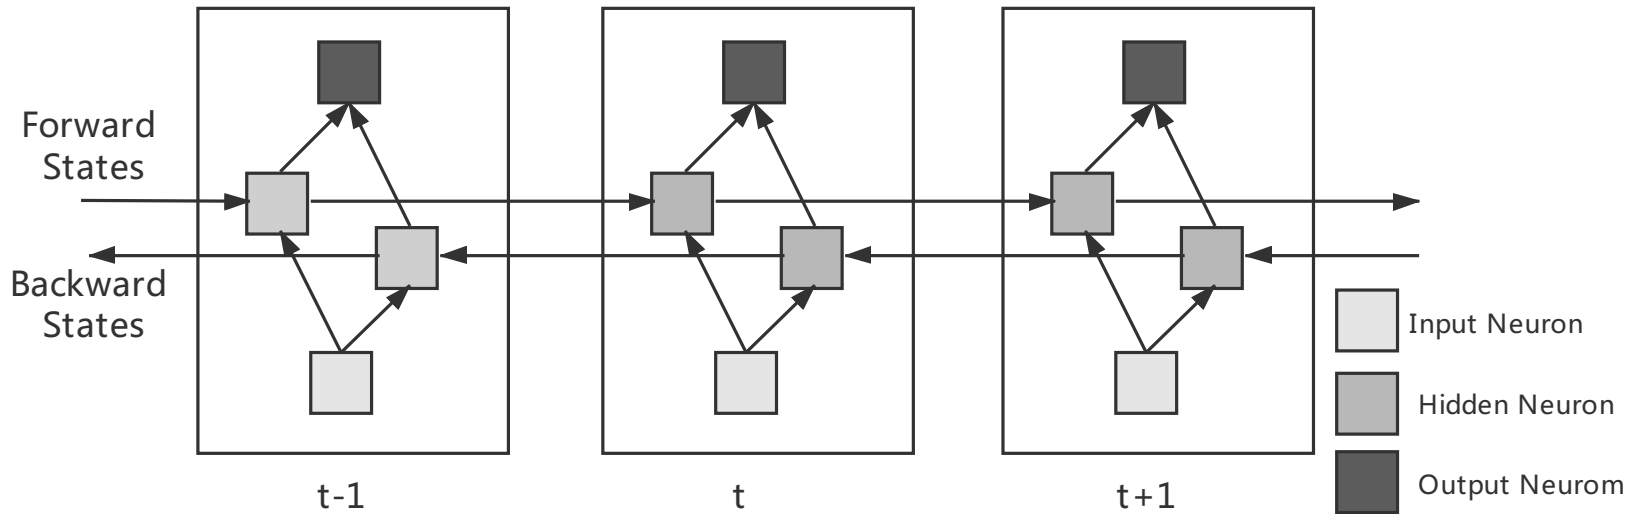 Forward
States
Backward
States
Input Neuron
Hidden Neuron
Output Neurom
t-1
t
t+1